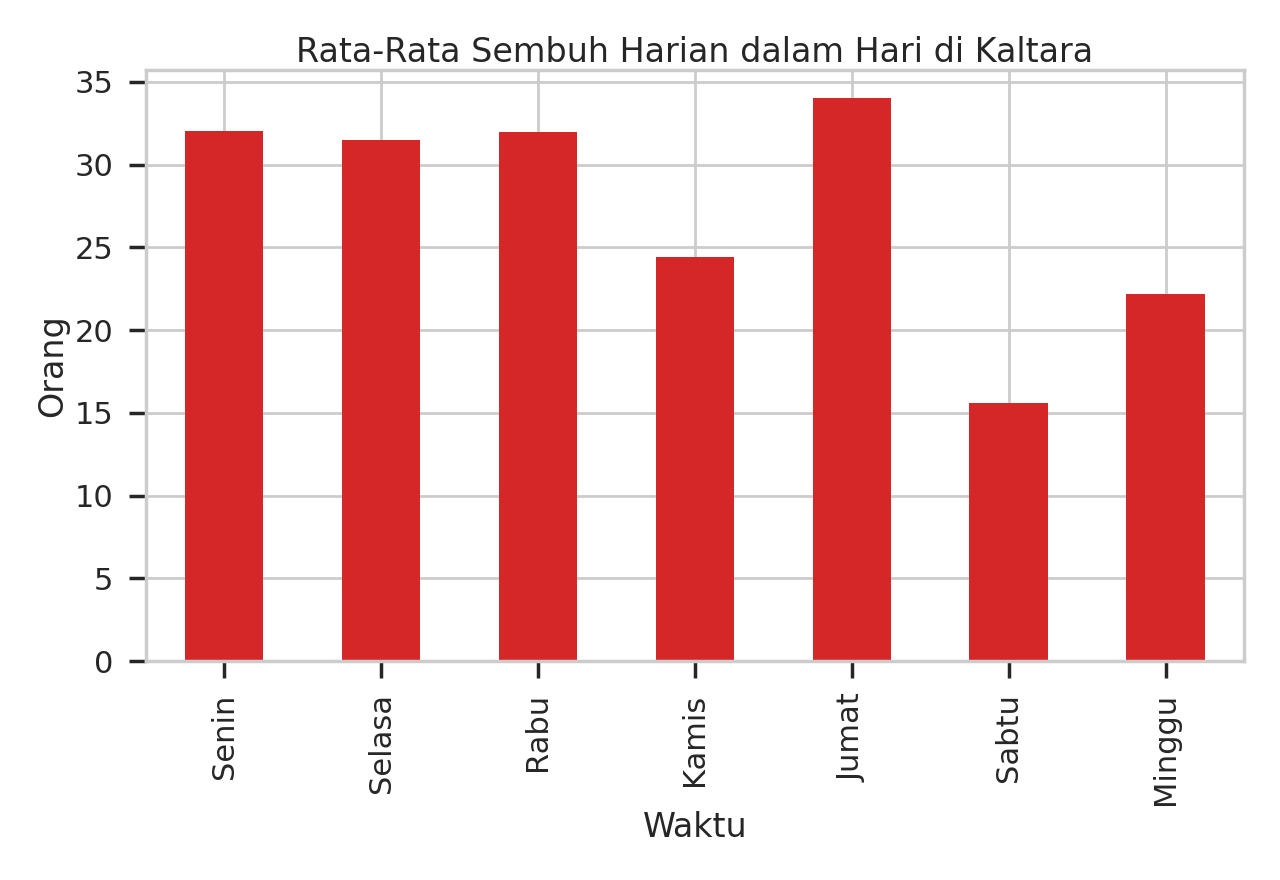 Rata-Rata Sembuh Harian dalam Hari di Kaltara
Orang
35
30
25
20
15
10
5
0
Senin
Selasa
Rabu
Kamis
Jumat
Sabtu
Minggu
Waktu